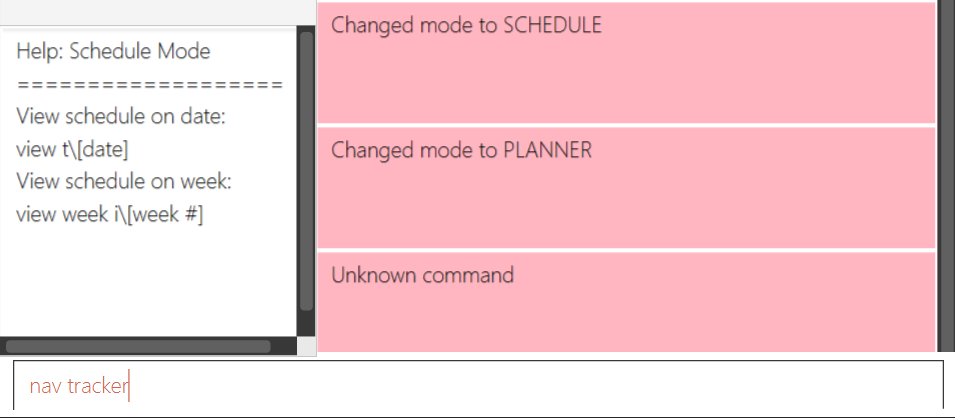 Help: Schedule Mode
===================
View schedule on date:
view t\[date]
View schedule on week:
view week i\[week #]
Changed mode to SCHEDULE
Changed mode to PLANNER
Unknown command
nav tracker